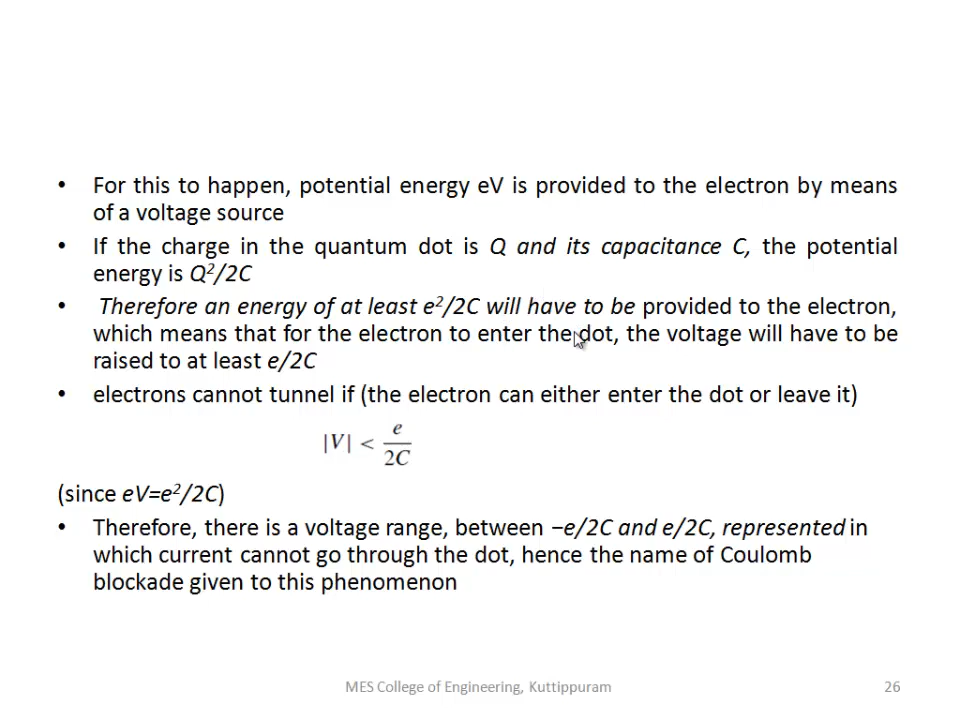 • For this to happen, potential energy eV is provided to the electron by means
of a voltage source
• If the charge in the quantum dot is Q and its capacitance C, the potential
energy is Q²/2C
• Therefore an energy of at least e²/2C will have to be provided to the electron,
which means that for the electron to enter the dot, the voltage will have to be
raised to at least e/2C
• electrons cannot tunnel if (the electron can either enter the dot or leave it)
|V| < e/2C
(since eV=e²/2C)
• Therefore, there is a voltage range, between −e/2C and e/2C, represented in
which current cannot go through the dot, hence the name of Coulomb
blockade given to this phenomenon
MES College of Engineering, Kuttippuram 26